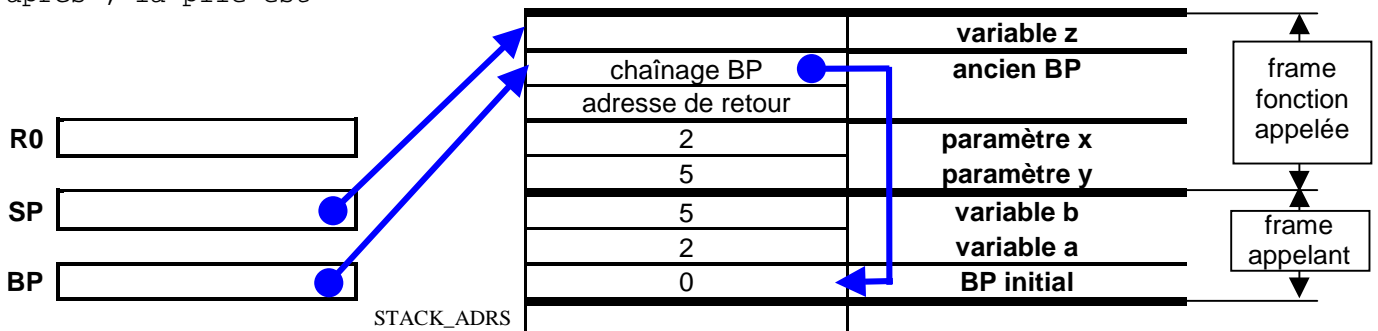 après , la pile est
variable z
chaînage BP ancien BP
adresse de retour
R0 2 paramètre x
5 paramètre y
SP 5 variable b
2 variable a
BP 0 BP initial
STACK_ADRS
frame
fonction
appelée
frame
appelant